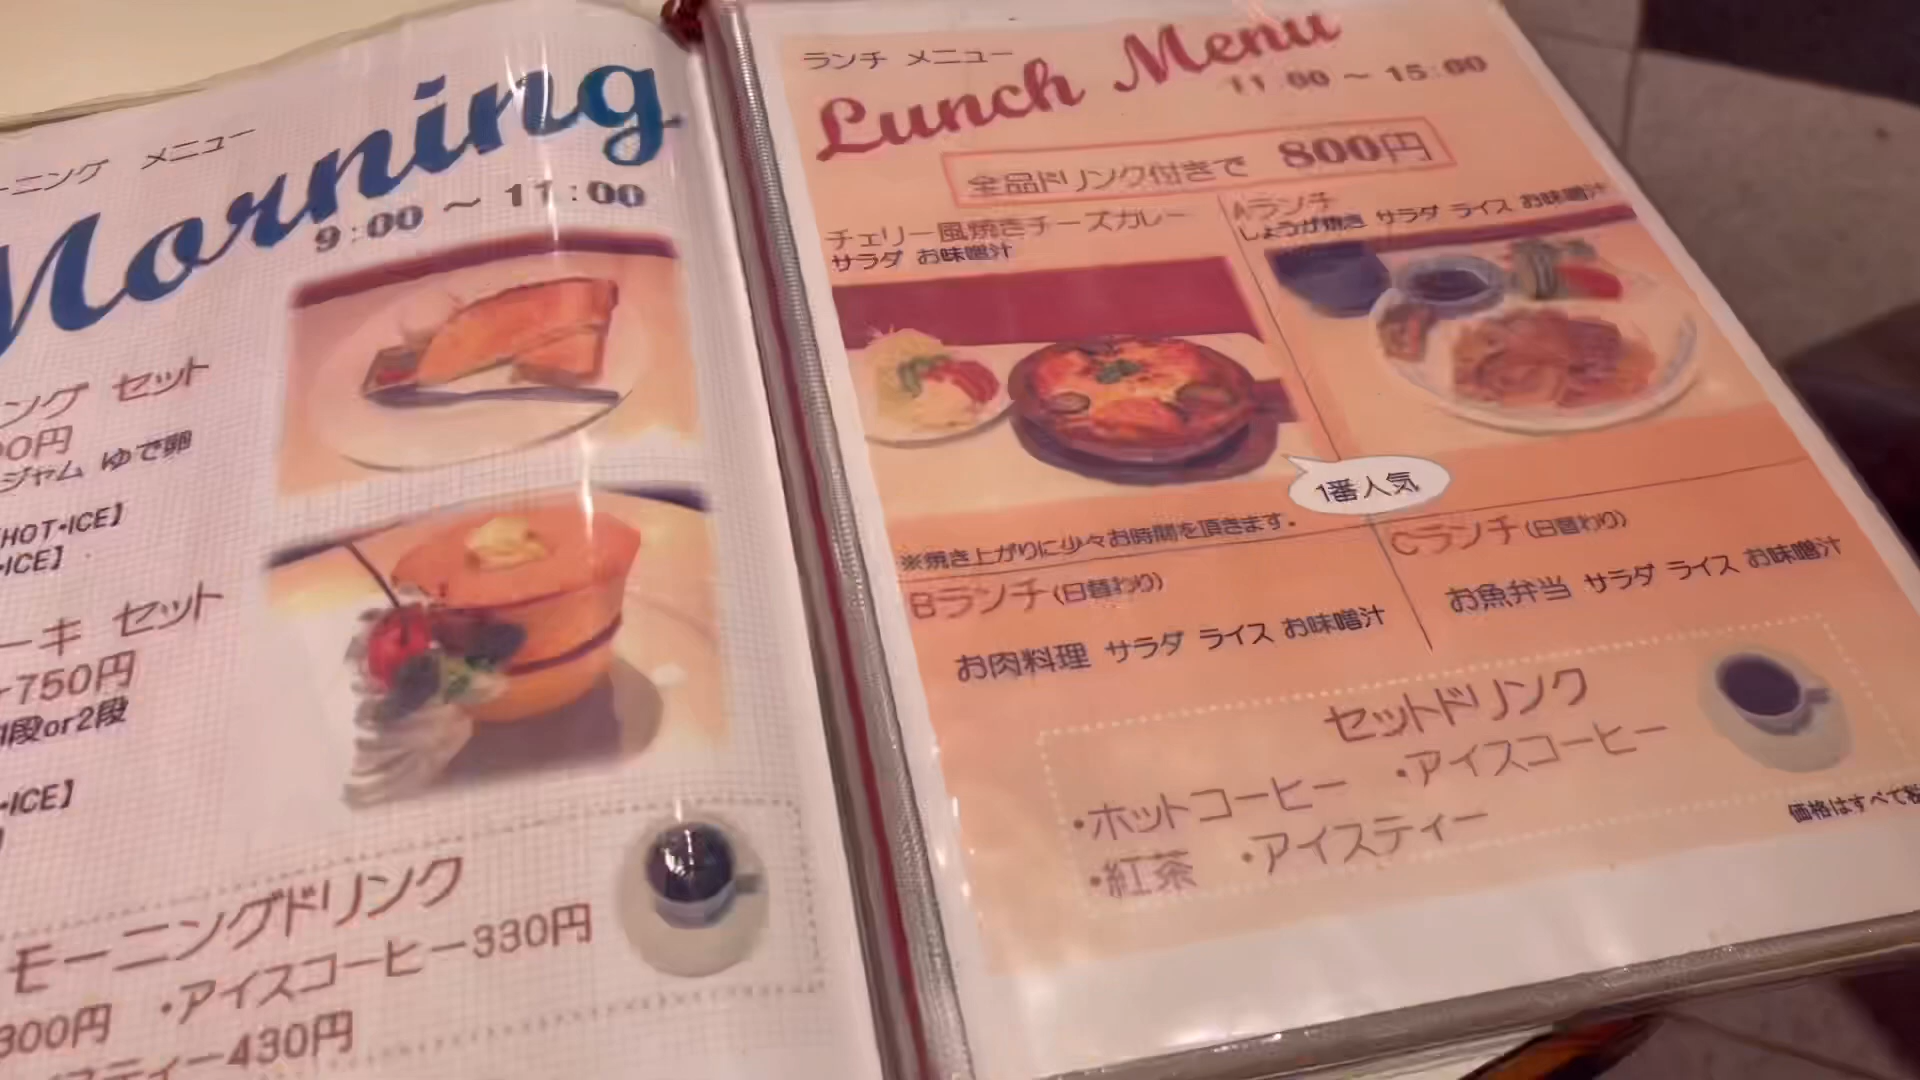 ーニング メニュー
Morning
9:00 ～ 11:00
ング セット
00円
ジャム ゆで卵
HOT・ICE】
・ICE】
ーキ セット
750円
1段or2段
・ICE】
モーニングドリンク
300円 ・アイスコーヒー330円
イスティー430円
ランチ メニュー
Lunch Menu
11:00 ～ 15:00
全品ドリンク付きで 800円
チェリー風焼きチーズカレー
サラダ お味噌汁
Aランチ
しょうが焼き サラダ ライス お味噌汁
1番人気
※焼き上がりに少々お時間を頂きます。
Bランチ(日替わり)
お肉料理 サラダ ライス お味噌汁
Cランチ(日替わり)
お魚弁当 サラダ ライス お味噌汁
セットドリンク
・ホットコーヒー ・アイスコーヒー
・紅茶 ・アイスティー
価格はすべて税